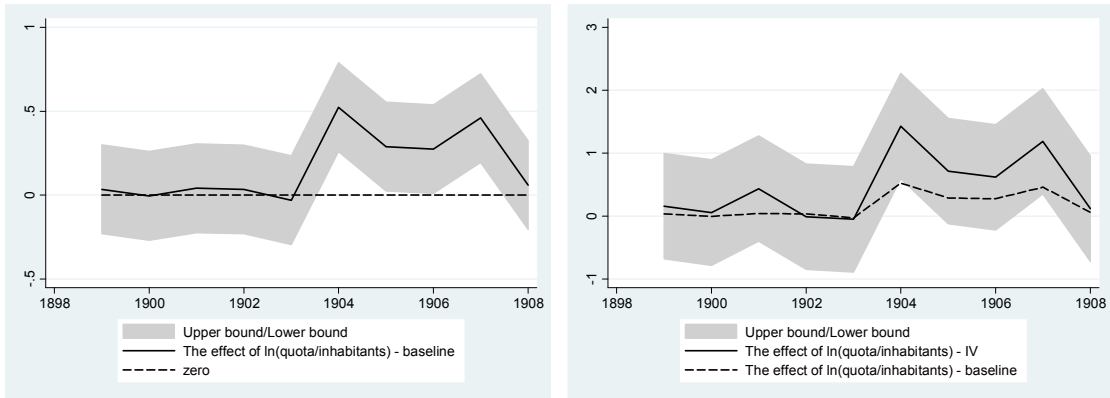 1
.5
0
-.5
1898 1900 1902 1904 1906 1908
Upper bound/Lower bound
The effect of ln(quota/inhabitants) - baseline
zero
3
2
1
0
-1
1898 1900 1902 1904 1906 1908
Upper bound/Lower bound
The effect of ln(quota/inhabitants) - IV
The effect of ln(quota/inhabitants) - baseline